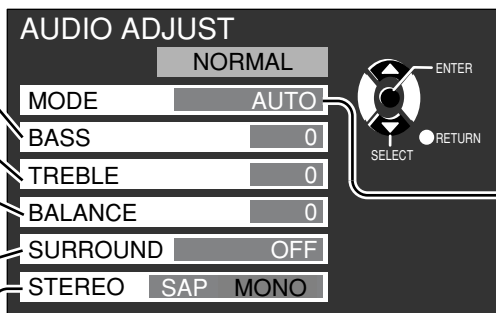 AUDIO ADJUST
NORMAL
MODE AUTO
BASS 0
TREBLE 0
BALANCE 0
SURROUND OFF
STEREO SAP MONO
ENTER
RETURN
SELECT